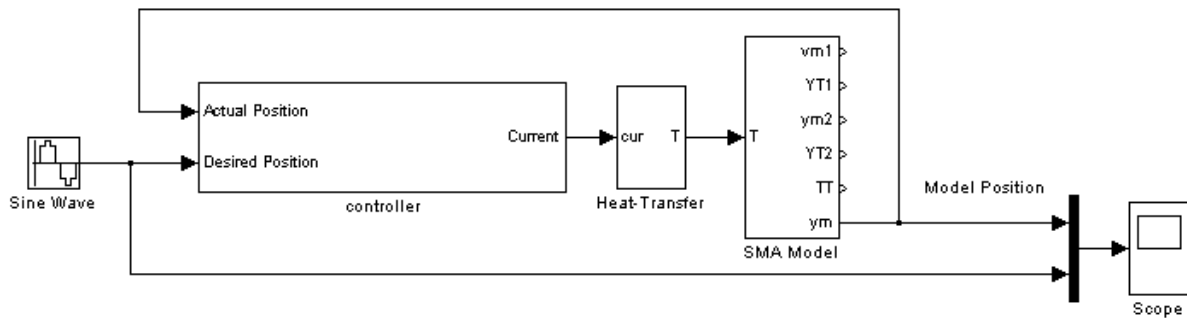 vm1
YT1
ym2
YT2
TT
ym
T
SMA Model
Actual Position
Desired Position
Current
controller
cur T
Heat-Transfer
Sine Wave
Model Position
Scope